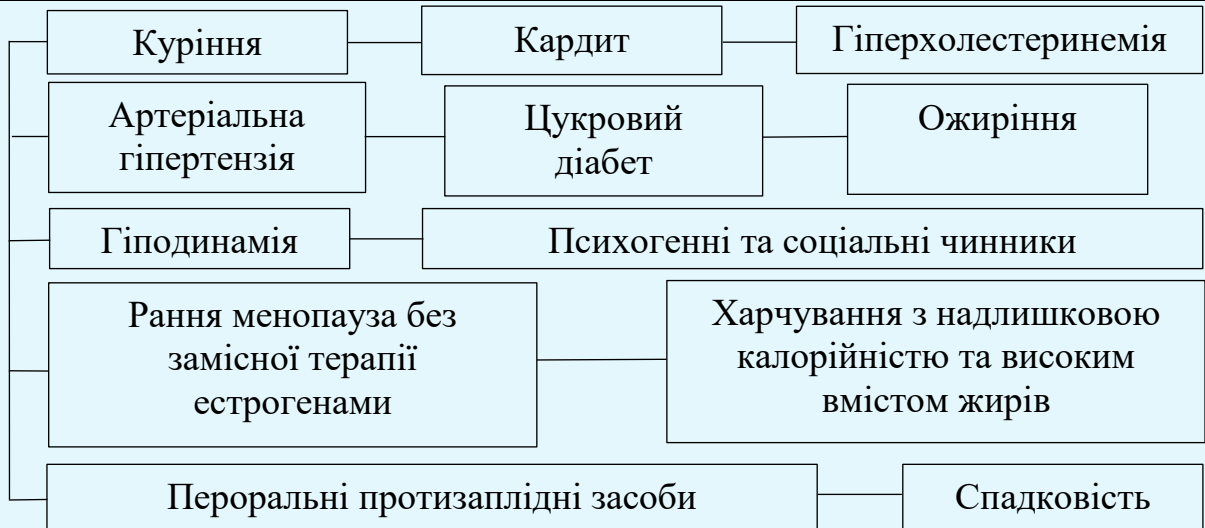 Куріння
Кардит
Гіперхолестеринемія
Артеріальна
гіпертензія
Цукровий
діабет
Ожиріння
Гіподинамія
Психогенні та соціальні чинники
Рання менопауза без
замісної терапії
естрогенами
Харчування з надлишковою
калорійністю та високим
вмістом жирів
Пероральні протизаплідні засоби
Спадковість